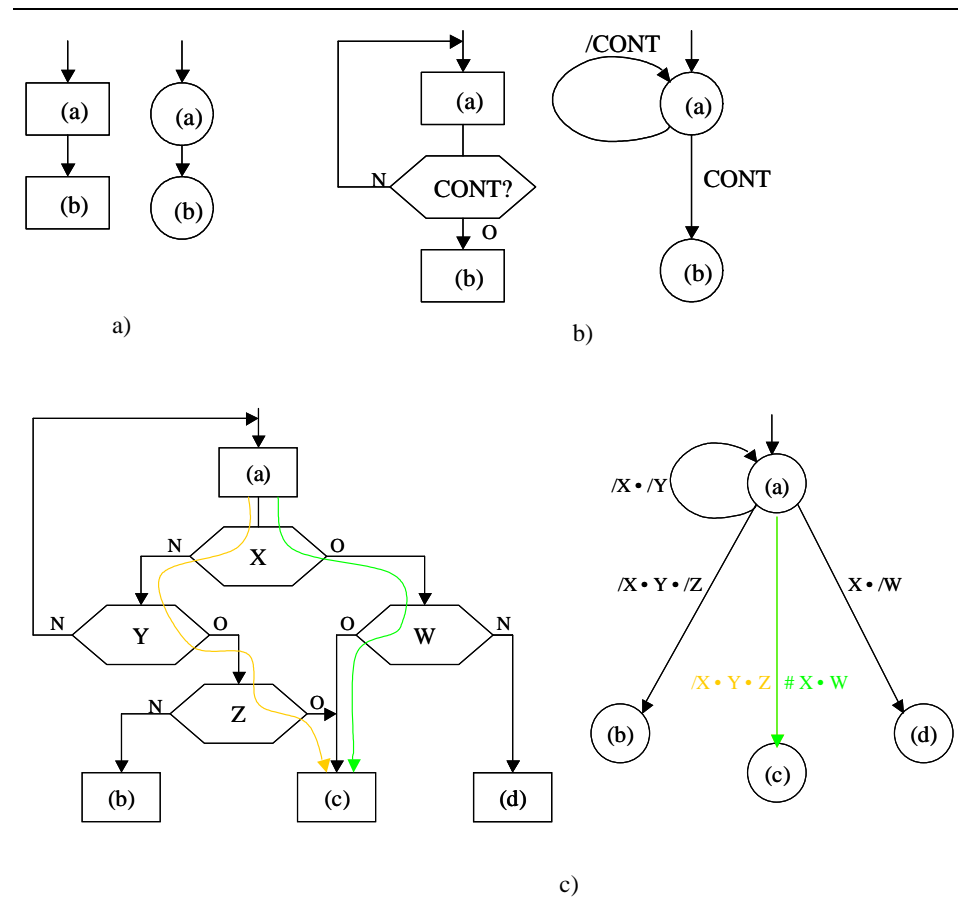 (a)
(b)
(a)
(b)
a)
(a)
CONT?
N
O
(b)
/CONT
(a)
CONT
(b)
b)
(a)
N
X
O
N
Y
O
O
W
N
N
Z
O
(b)
(c)
(d)
/X • /Y
(a)
/X • Y • /Z
X • /W
/X • Y • Z
# X • W
(b)
(c)
(d)
c)